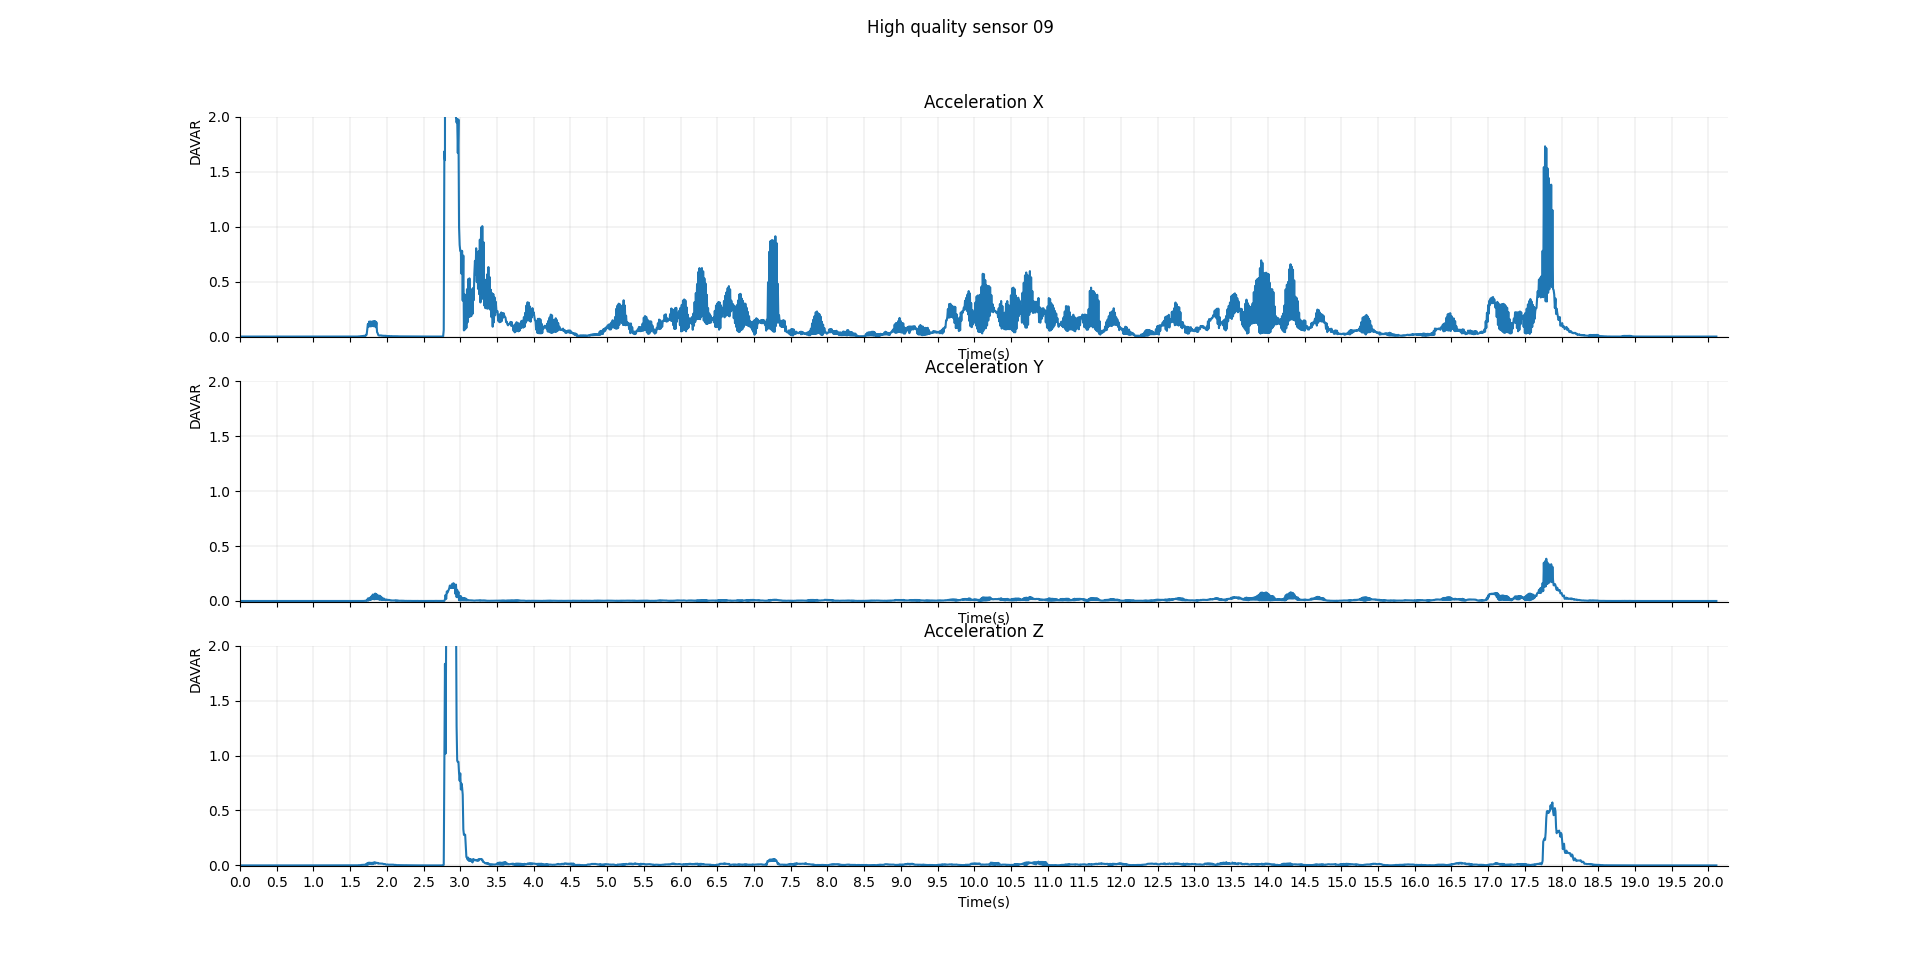 High quality sensor 09
Acceleration X
DAVAR
2.0
1.5
1.0
0.5
0.0
Time(s)
Acceleration Y
DAVAR
2.0
1.5
1.0
0.5
0.0
Time(s)
Acceleration Z
DAVAR
2.0
1.5
1.0
0.5
0.0
0.0 0.5 1.0 1.5 2.0 2.5 3.0 3.5 4.0 4.5 5.0 5.5 6.0 6.5 7.0 7.5 8.0 8.5 9.0 9.5 10.0 10.5 11.0 11.5 12.0 12.5 13.0 13.5 14.0 14.5 15.0 15.5 16.0 16.5 17.0 17.5 18.0 18.5 19.0 19.5 20.0
Time(s)